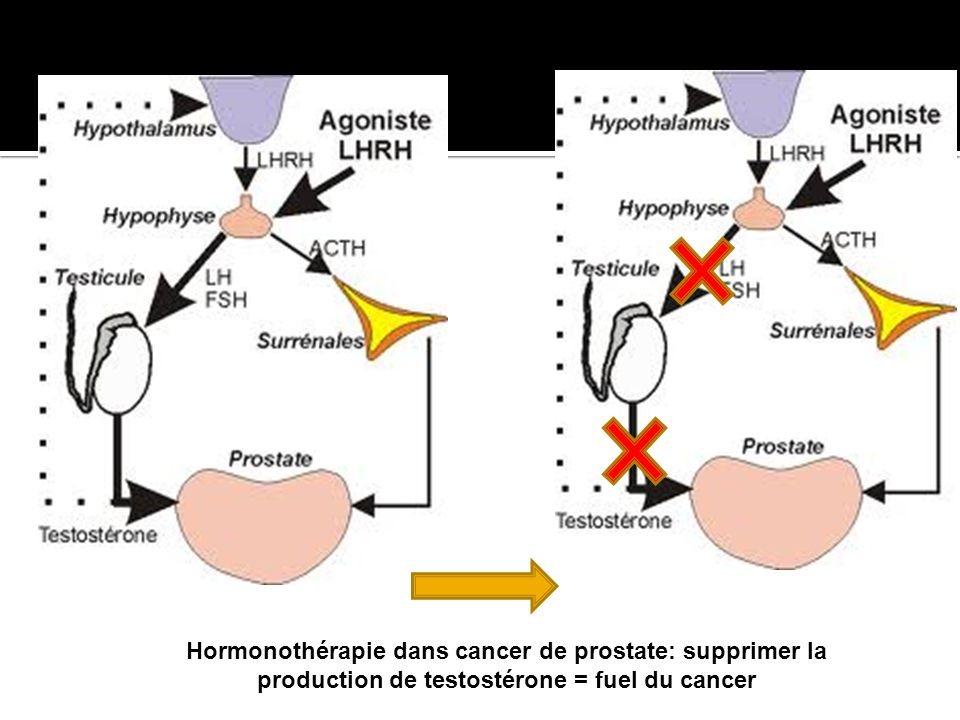 Hypothalamus
Agoniste
LHRH
LHRH
Hypophyse
ACTH
Testicule
LH
FSH
Surrénales
Prostate
Testostérone
Hypothalamus
Agoniste
LHRH
LHRH
Hypophyse
ACTH
Testicule
LH
FSH
Surrénales
Prostate
Testostérone
Hormonothérapie dans cancer de prostate: supprimer la
production de testostérone = fuel du cancer